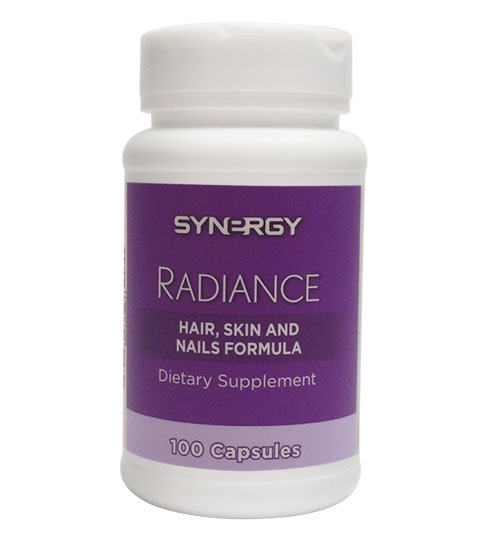 SYNERGY
RADIANCE
HAIR, SKIN AND
NAILS FORMULA
Dietary Supplement
100 Capsules